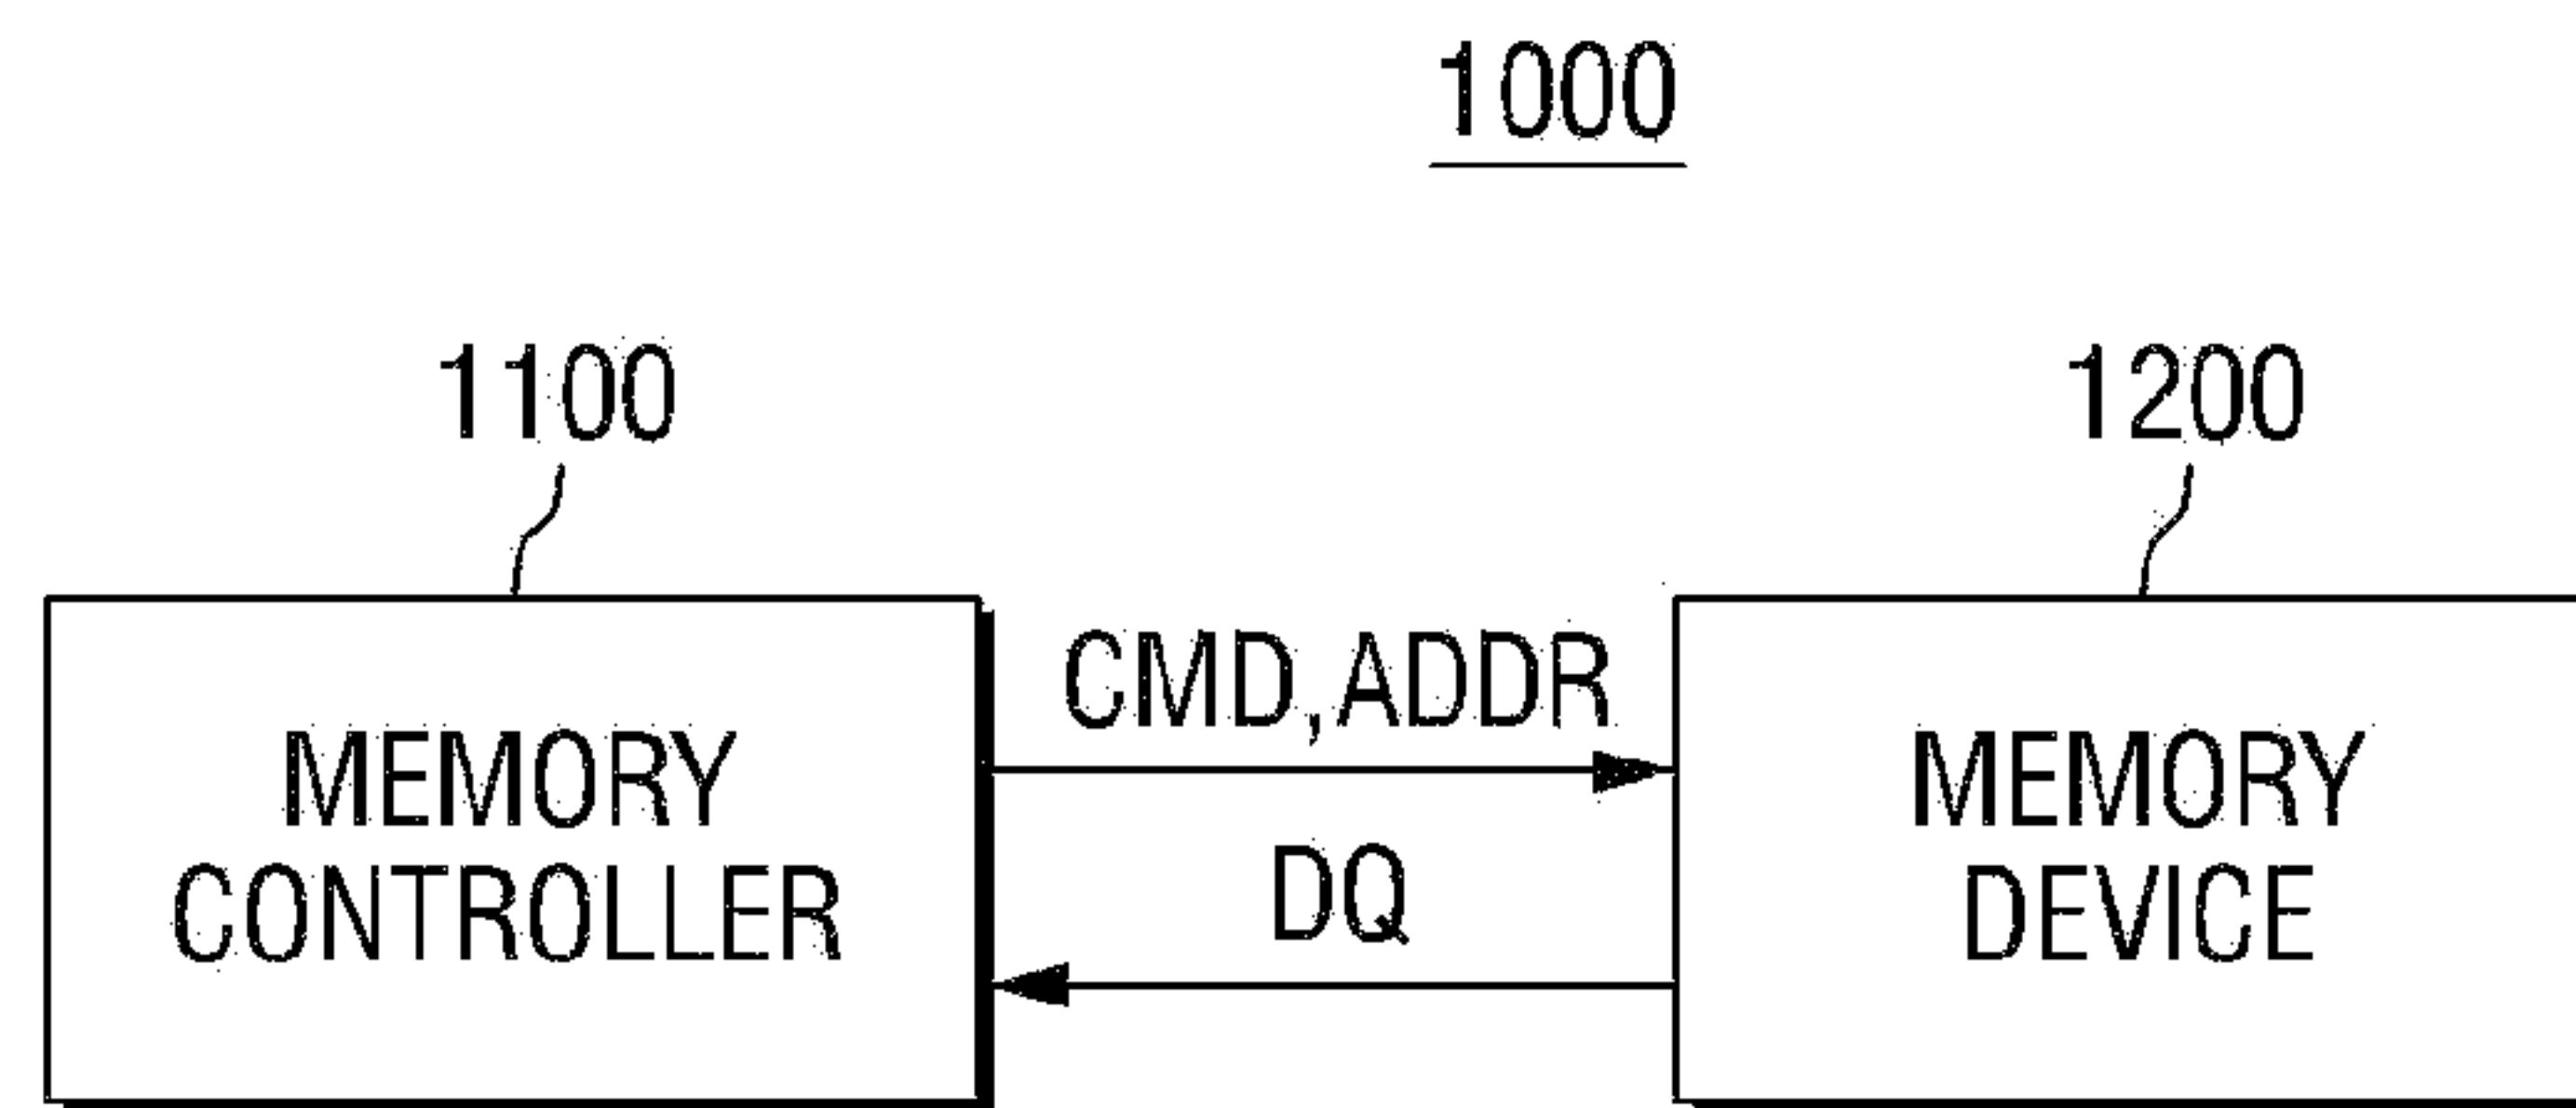 1000
1100
1200
CMD,ADDR
MEMORY
CONTROLLER
DQ
MEMORY
DEVICE